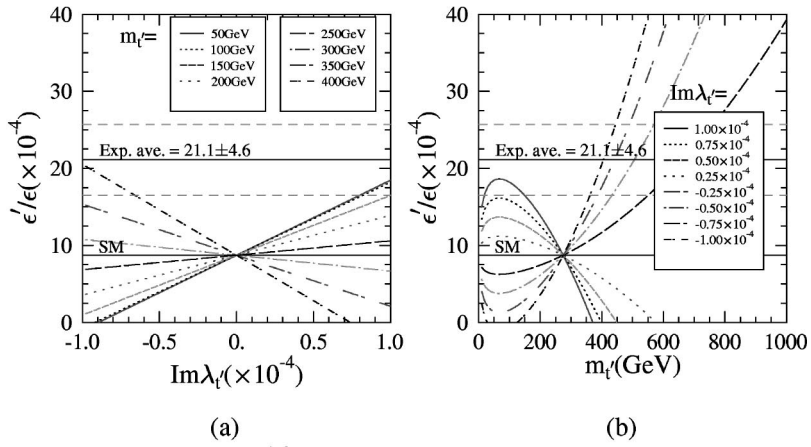 40
30
20
10
0
ϵ′/ϵ(×10⁻⁴)
m_t′=
50GeV
100GeV
150GeV
200GeV
250GeV
300GeV
350GeV
400GeV
Exp. ave. = 21.1±4.6
SM
-1.0
-0.5
0.
0.5
1.0
Imλ_t′(×10⁻⁴)
(a)
40
30
20
10
0
ϵ′/ϵ(×10⁻⁴)
Imλ_t′=
1.00×10⁻⁴
0.75×10⁻⁴
0.50×10⁻⁴
0.25×10⁻⁴
-0.25×10⁻⁴
-0.50×10⁻⁴
-0.75×10⁻⁴
-1.00×10⁻⁴
Exp. ave. = 21.1±4.6
SM
0
200
400
600
800
1000
m_t′(GeV)
(b)